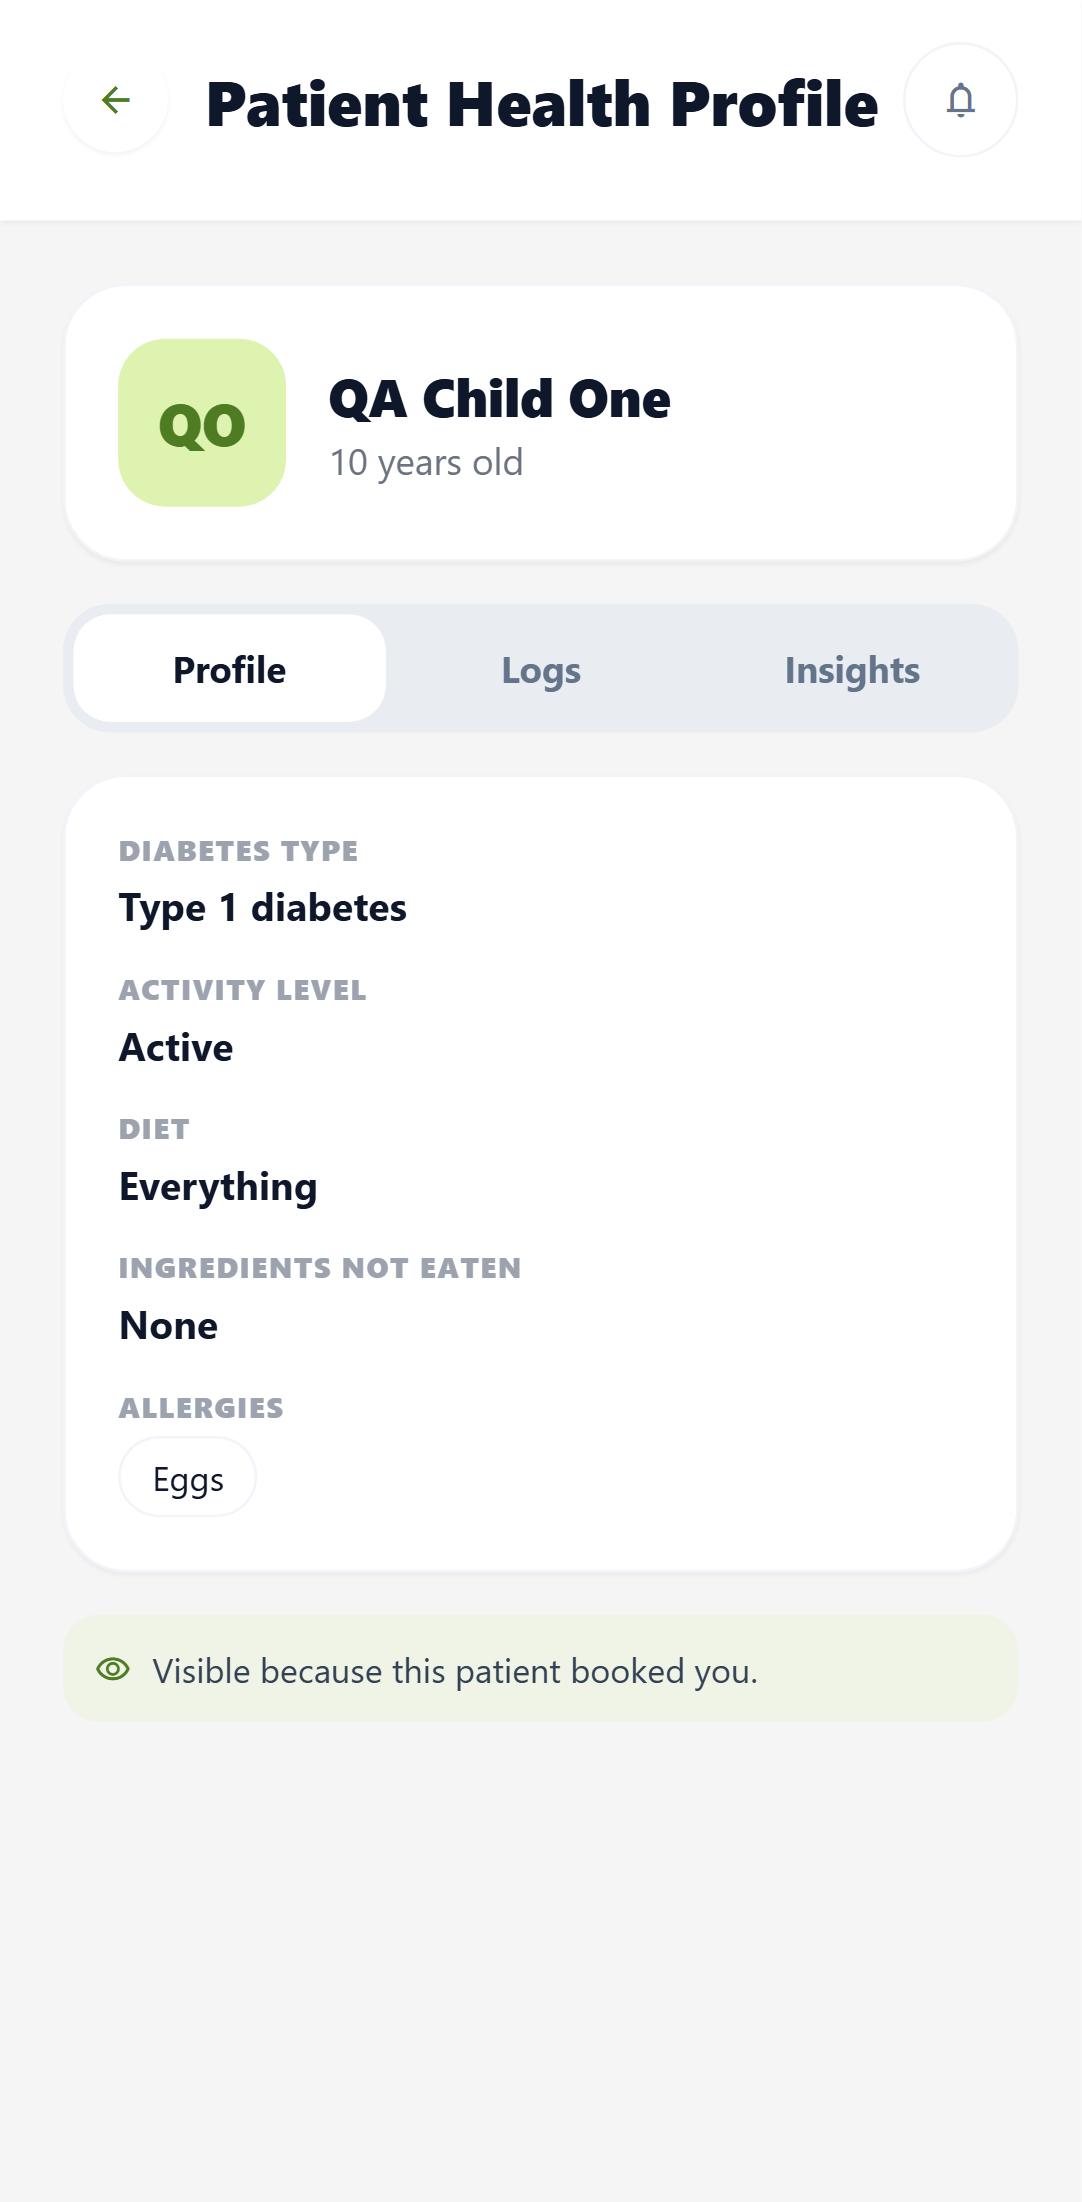 Patient Health Profile
QO
QA Child One
10 years old
Profile
Logs
Insights
DIABETES TYPE
Type 1 diabetes
ACTIVITY LEVEL
Active
DIET
Everything
INGREDIENTS NOT EATEN
None
ALLERGIES
Eggs
Visible because this patient booked you.